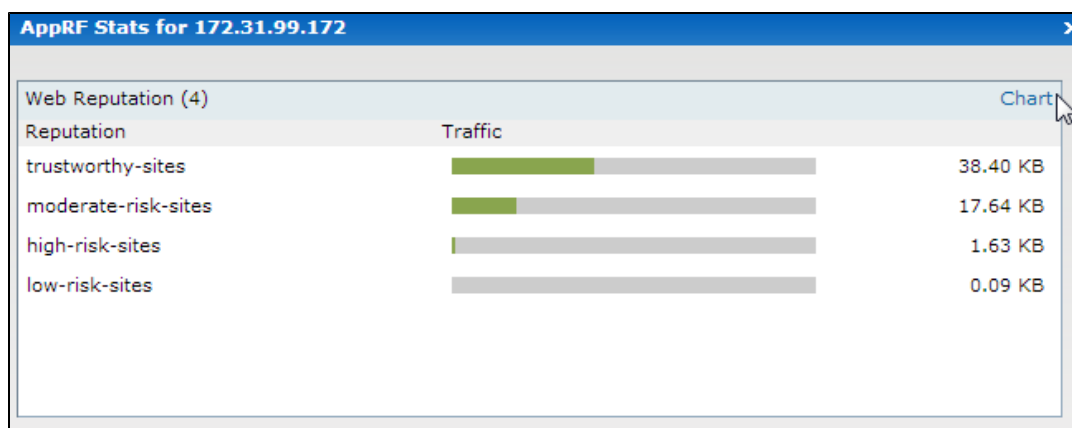 AppRF Stats for 172.31.99.172 x
Web Reputation (4) Chart
Reputation Traffic
trustworthy-sites 38.40 KB
moderate-risk-sites 17.64 KB
high-risk-sites 1.63 KB
low-risk-sites 0.09 KB